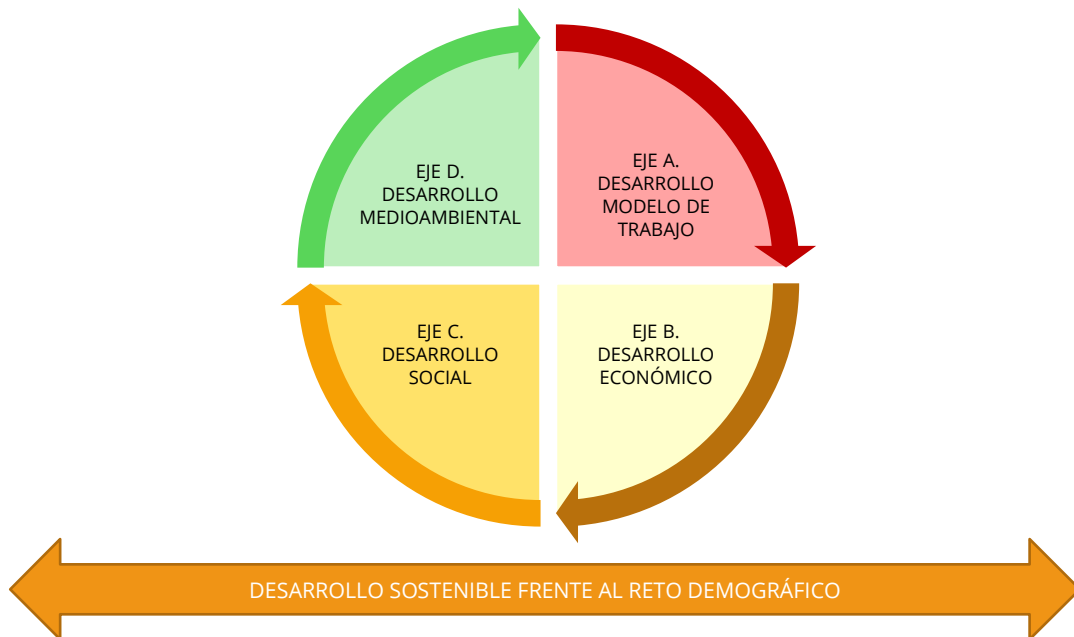 EJE D.
DESARROLLO
MEDIOAMBIENTAL
EJE A.
DESARROLLO
MODELO DE
TRABAJO
EJE C.
DESARROLLO
SOCIAL
EJE B.
DESARROLLO
ECONÓMICO
DESARROLLO SOSTENIBLE FRENTE AL RETO DEMOGRÁFICO